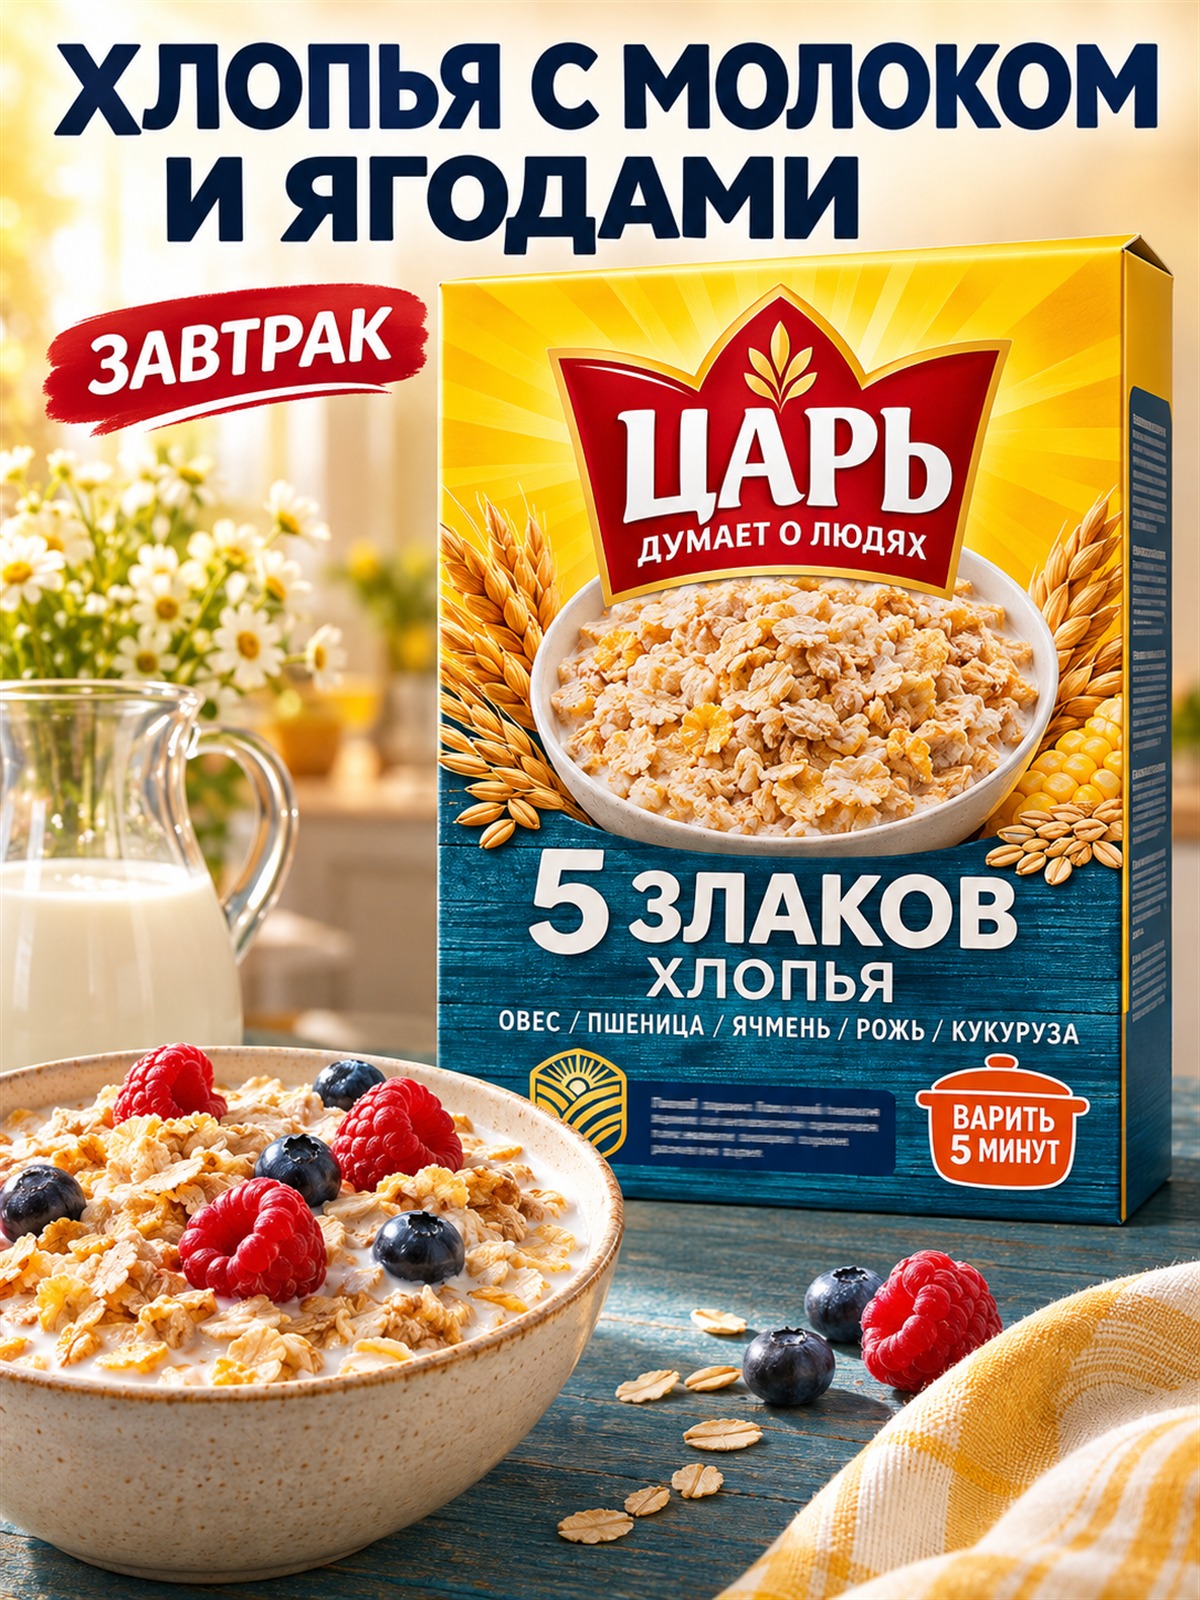 ХЛОПЬЯ С МОЛОКОМ
И ЯГОДАМИ
ЗАВТРАК
ЦАРЬ
ДУМАЕТ О ЛЮДЯХ
5 ЗЛАКОВ
ХЛОПЬЯ
ОВЕС / ПШЕНИЦА / ЯЧМЕНЬ / РОЖЬ / КУКУРУЗА
ВАРИТЬ
5 МИНУТ